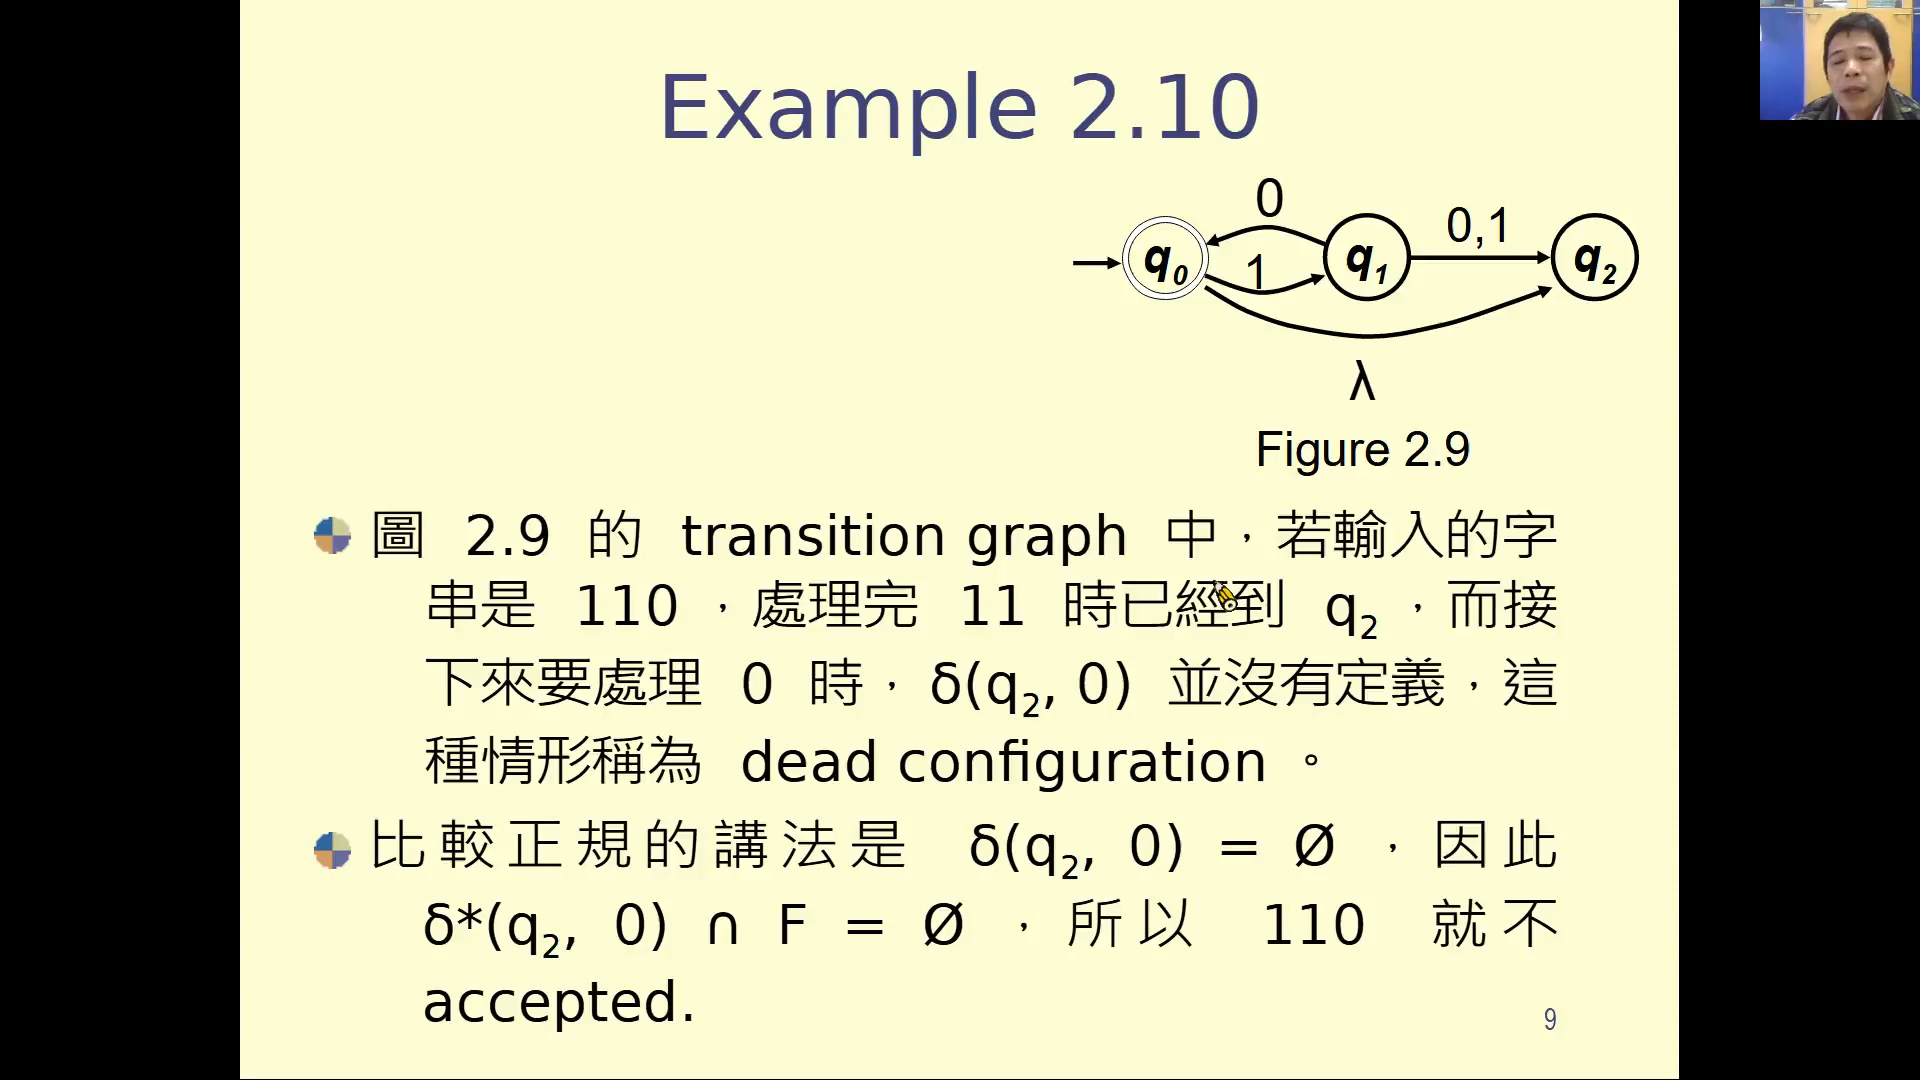 Example 2.10
0
0,1
q0
1
q1
q2
λ
Figure 2.9
圖 2.9 的 transition graph 中，若輸入的字
串是 110 ，處理完 11 時已經到 q2 ，而接
下來要處理 0 時， δ(q2, 0) 並沒有定義，這
種情形稱為 dead configuration 。
比較正規的講法是 δ(q2, 0) = Ø ，因此
δ*(q2, 0) ∩ F = Ø ，所以 110 就不
accepted.
9